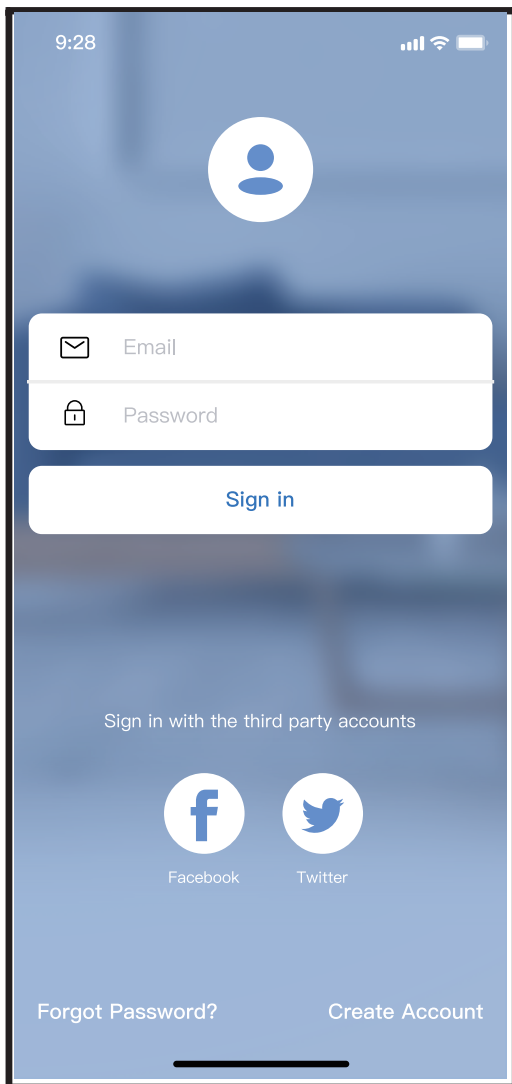 9:28
Email
Password
Sign in
Sign in with the third party accounts
Facebook
Twitter
Forgot Password?
Create Account